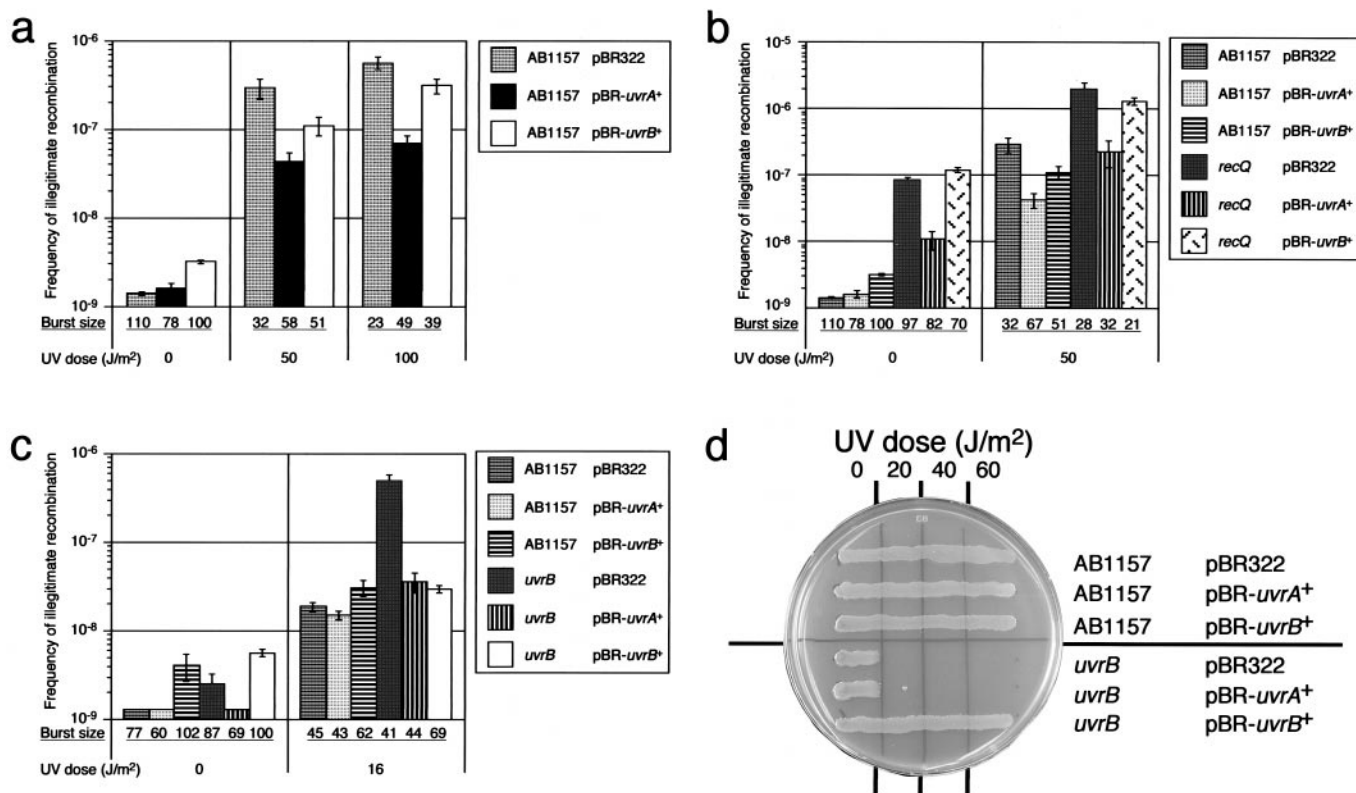 a
Frequency of illegitimate recombination
10⁻⁶
10⁻⁷
10⁻⁸
10⁻⁹
Burst size 110 78 100 32 58 51 23 49 39
UV dose (J/m²) 0 50 100
AB1157 pBR322
AB1157 pBR-uvrA⁺
AB1157 pBR-uvrB⁺
b
Frequency of illegitimate recombination
10⁻⁵
10⁻⁶
10⁻⁷
10⁻⁸
10⁻⁹
Burst size 110 78 100 97 82 70 32 67 51 28 32 21
UV dose (J/m²) 0 50
AB1157 pBR322
AB1157 pBR-uvrA⁺
AB1157 pBR-uvrB⁺
recQ pBR322
recQ pBR-uvrA⁺
recQ pBR-uvrB⁺
c
Frequency of illegitimate recombination
10⁻⁶
10⁻⁷
10⁻⁸
10⁻⁹
Burst size 77 60 102 87 69 100 45 43 62 41 44 69
UV dose (J/m²) 0 16
AB1157 pBR322
AB1157 pBR-uvrA⁺
AB1157 pBR-uvrB⁺
uvrB pBR322
uvrB pBR-uvrA⁺
uvrB pBR-uvrB⁺
d
UV dose (J/m²)
0 20 40 60
AB1157 pBR322
AB1157 pBR-uvrA⁺
AB1157 pBR-uvrB⁺
uvrB pBR322
uvrB pBR-uvrA⁺
uvrB pBR-uvrB⁺